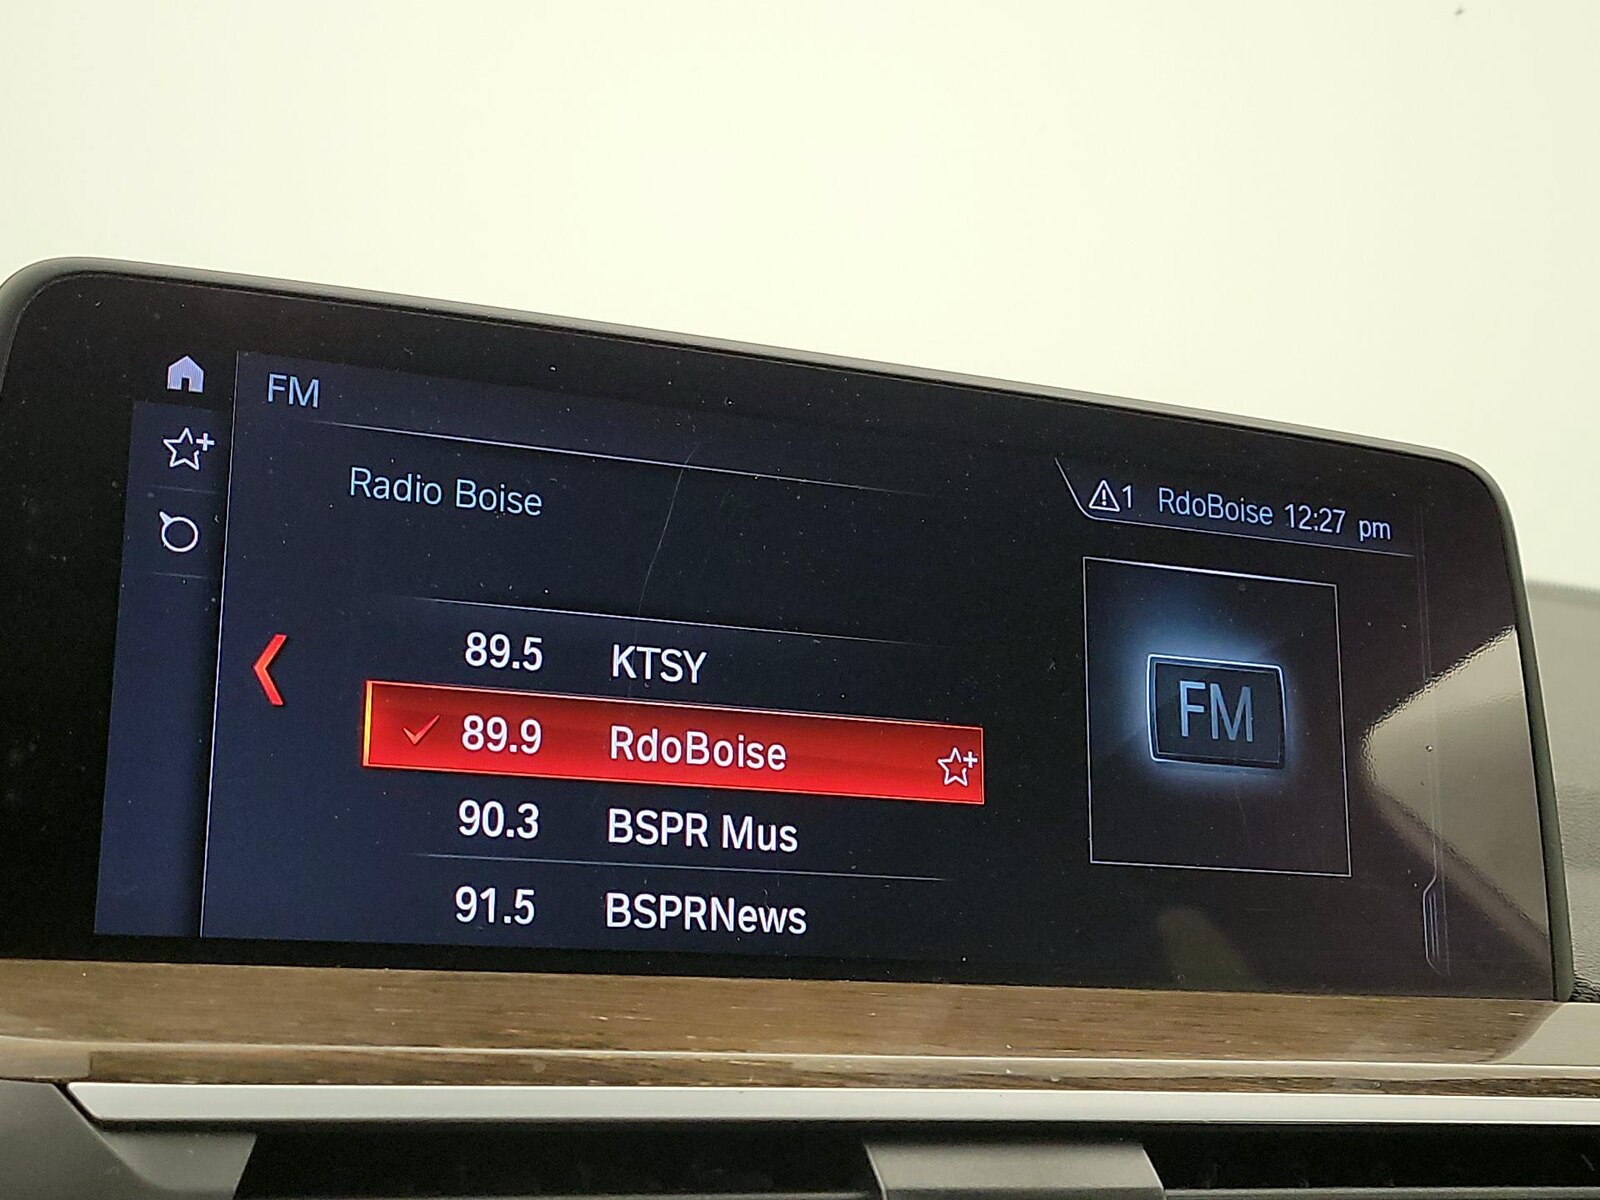 FM
Radio Boise
1 RdoBoise 12:27 pm
89.5 KTSY
89.9 RdoBoise
90.3 BSPR Mus
91.5 BSPRNews
FM